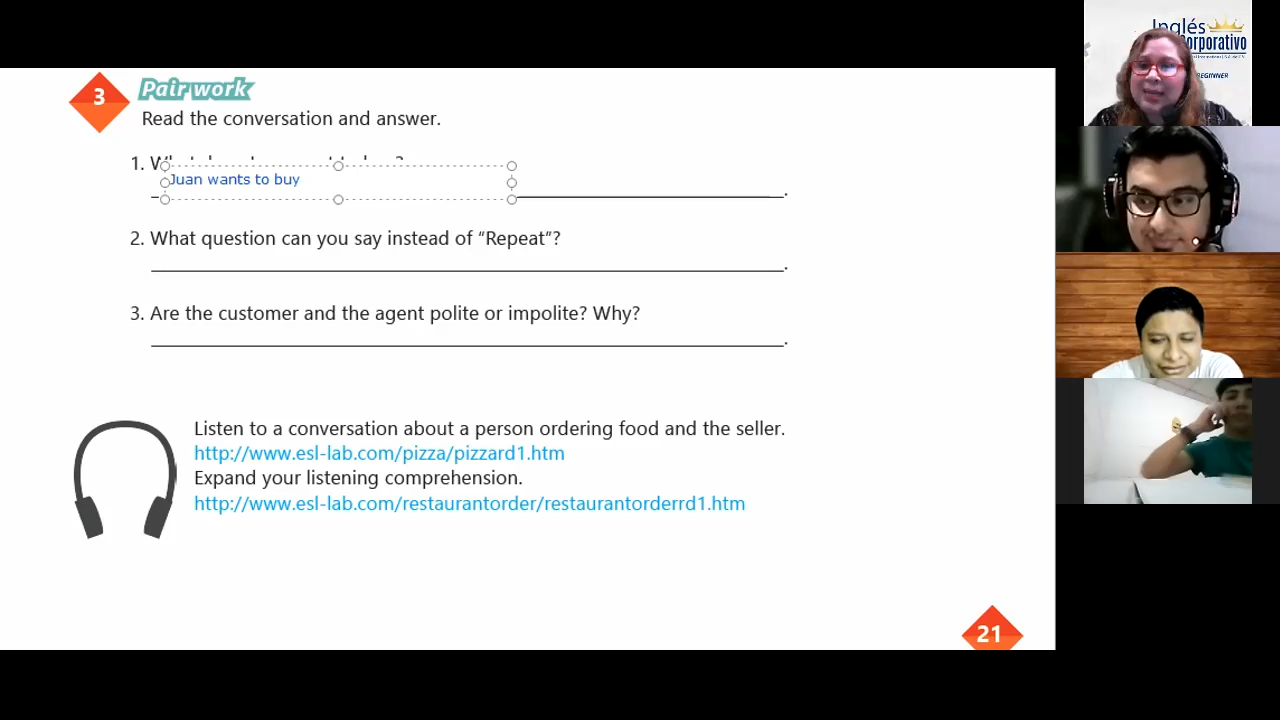 3
Pair work
Read the conversation and answer.
1.
Juan wants to buy
2. What question can you say instead of “Repeat”?
3. Are the customer and the agent polite or impolite? Why?
Listen to a conversation about a person ordering food and the seller.
http://www.esl-lab.com/pizza/pizzard1.htm
Expand your listening comprehension.
http://www.esl-lab.com/restaurantorder/restaurantorderrd1.htm
21
Inglés
BEGINNER